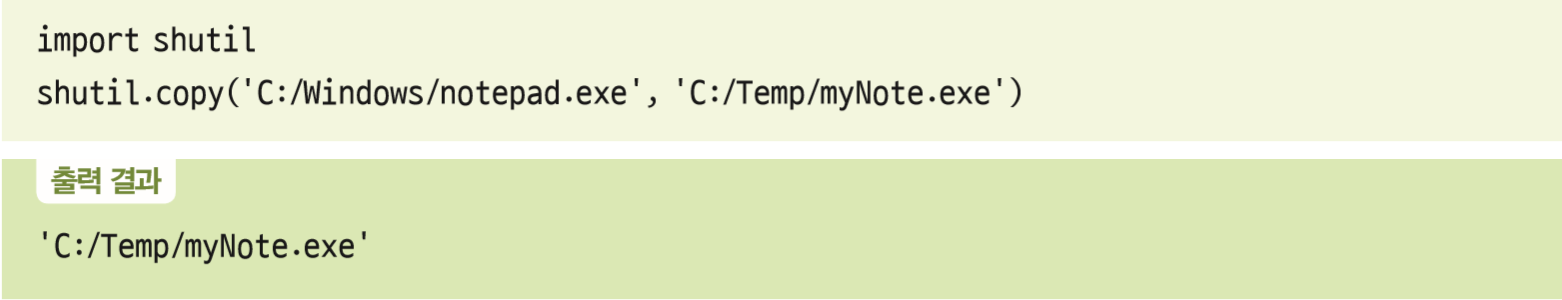 import shutil
shutil.copy('C:/Windows/notepad.exe', 'C:/Temp/myNote.exe')
출력 결과
'C:/Temp/myNote.exe'